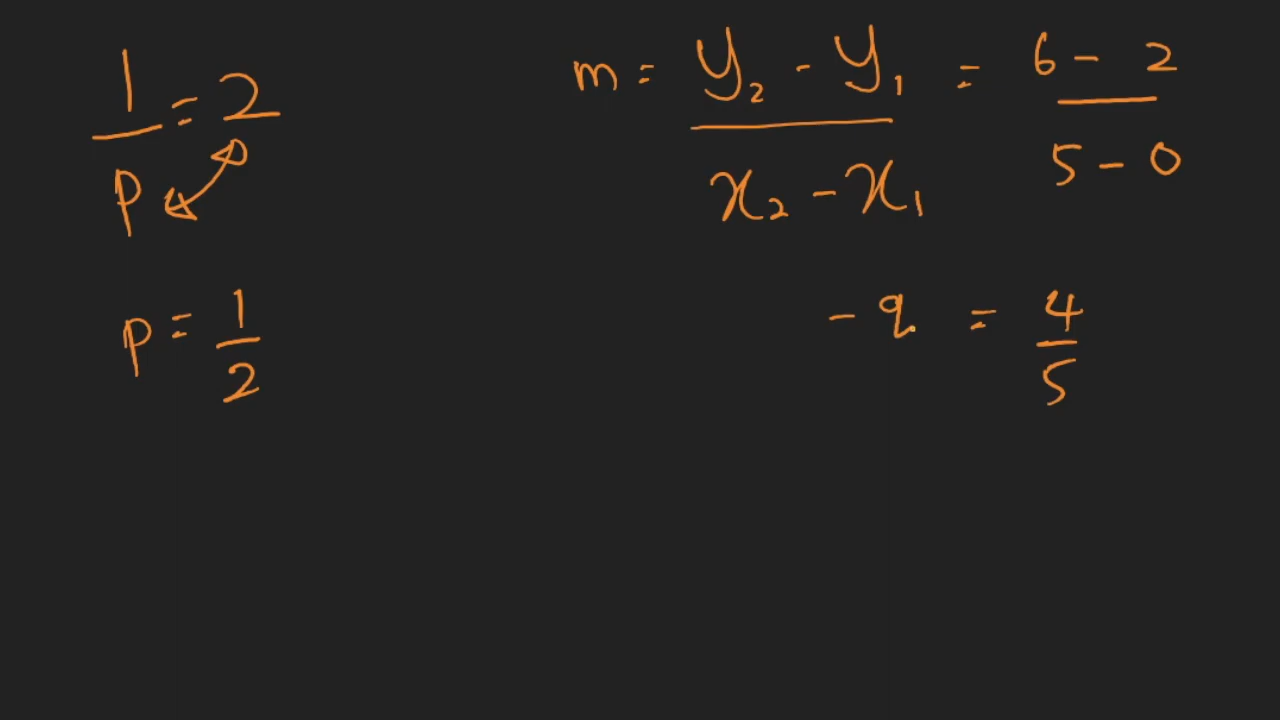 1/p = 2
p = 1/2
m = y₂ - y₁ / x₂ - x₁ = 6 - 2 / 5 - 0
- q = 4/5